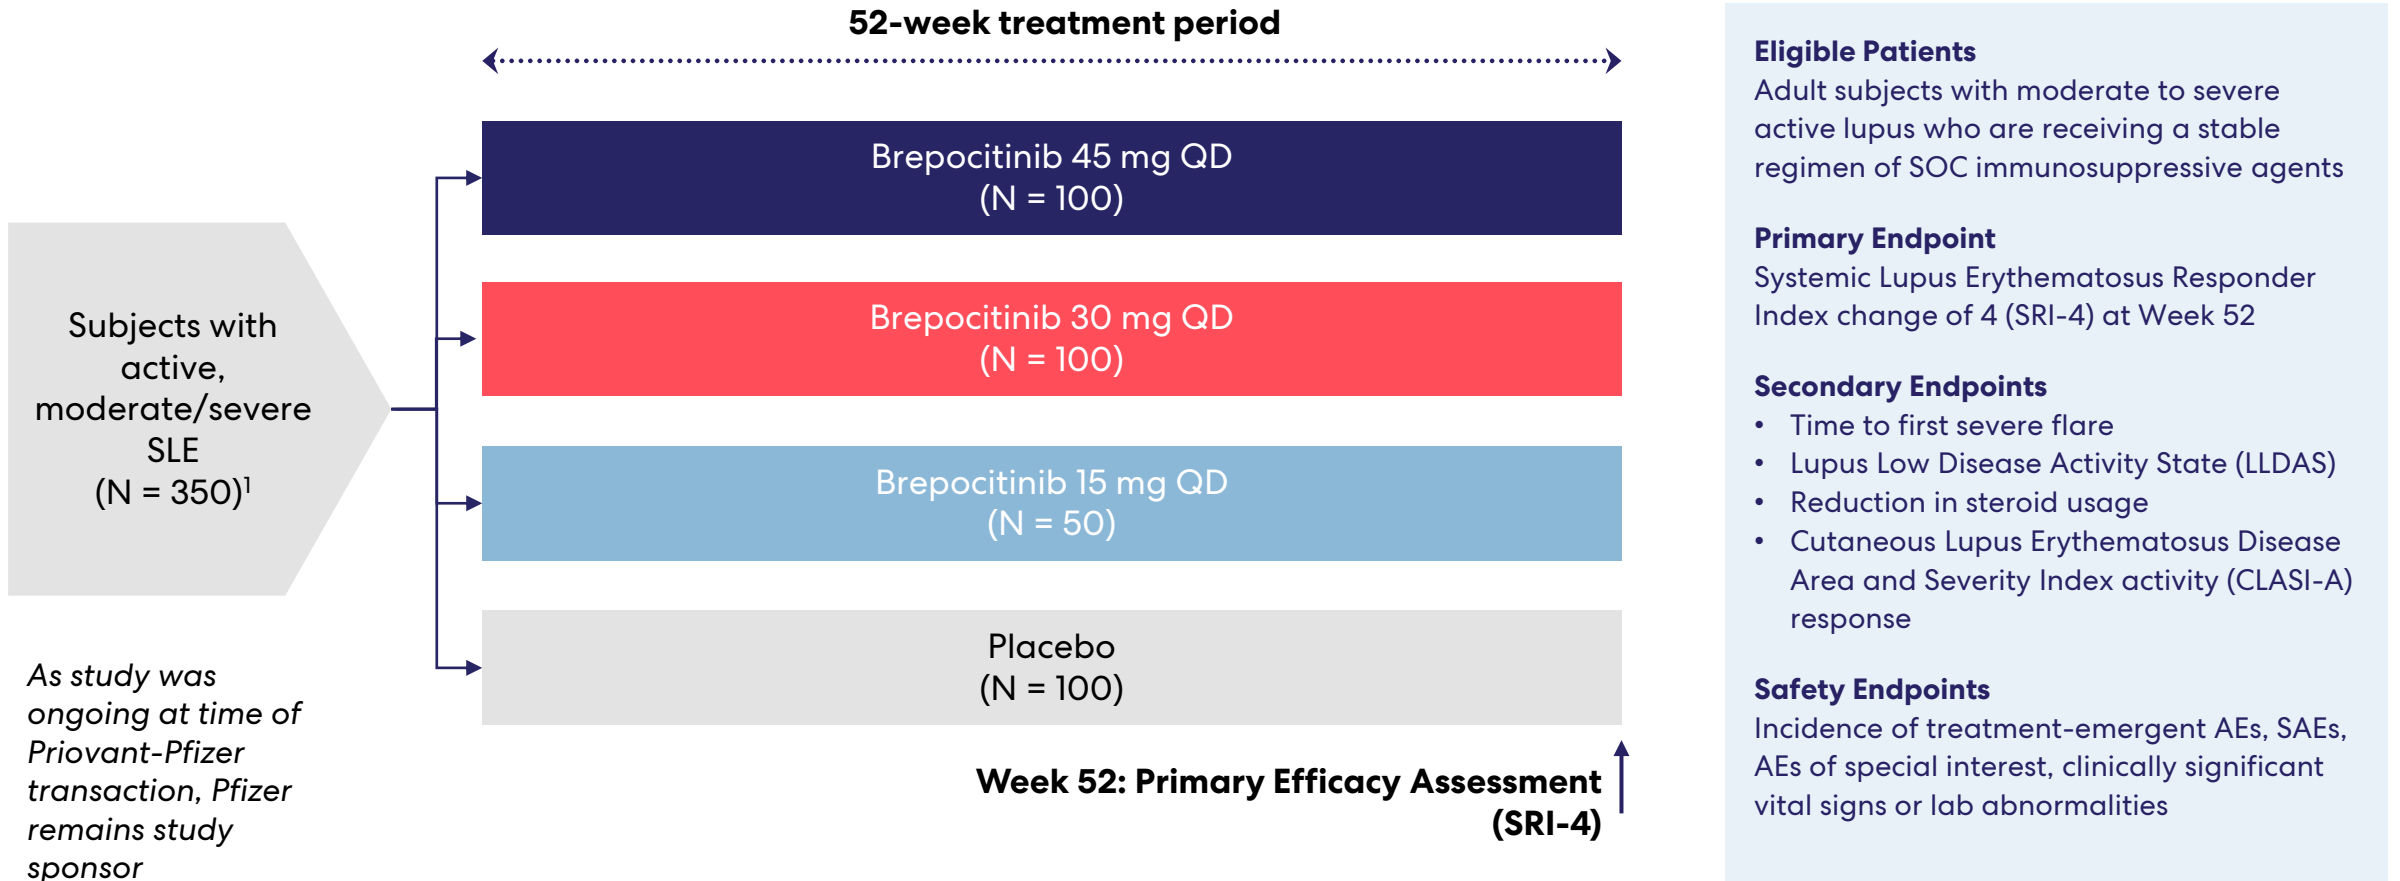 52-week treatment period
Subjects with
active,
moderate/severe
SLE
(N = 350)¹
As study was
ongoing at time of
Priovant-Pfizer
transaction, Pfizer
remains study
sponsor
Brepocitinib 45 mg QD
(N = 100)
Brepocitinib 30 mg QD
(N = 100)
Brepocitinib 15 mg QD
(N = 50)
Placebo
(N = 100)
Week 52: Primary Efficacy Assessment
(SRI-4)
Eligible Patients
Adult subjects with moderate to severe
active lupus who are receiving a stable
regimen of SOC immunosuppressive agents
Primary Endpoint
Systemic Lupus Erythematosus Responder
Index change of 4 (SRI-4) at Week 52
Secondary Endpoints
• Time to first severe flare
• Lupus Low Disease Activity State (LLDAS)
• Reduction in steroid usage
• Cutaneous Lupus Erythematosus Disease
Area and Severity Index activity (CLASI-A)
response
Safety Endpoints
Incidence of treatment-emergent AEs, SAEs,
AEs of special interest, clinically significant
vital signs or lab abnormalities